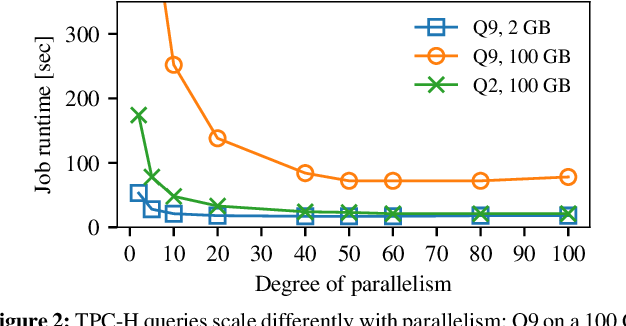 300
200
100
0
Job runtime [sec]
Q9, 2 GB
Q9, 100 GB
Q2, 100 GB
0 10 20 30 40 50 60 70 80 90 100
Degree of parallelism
igure 2: TPC-H queries scale differently with parallelism: Q9 on a 100